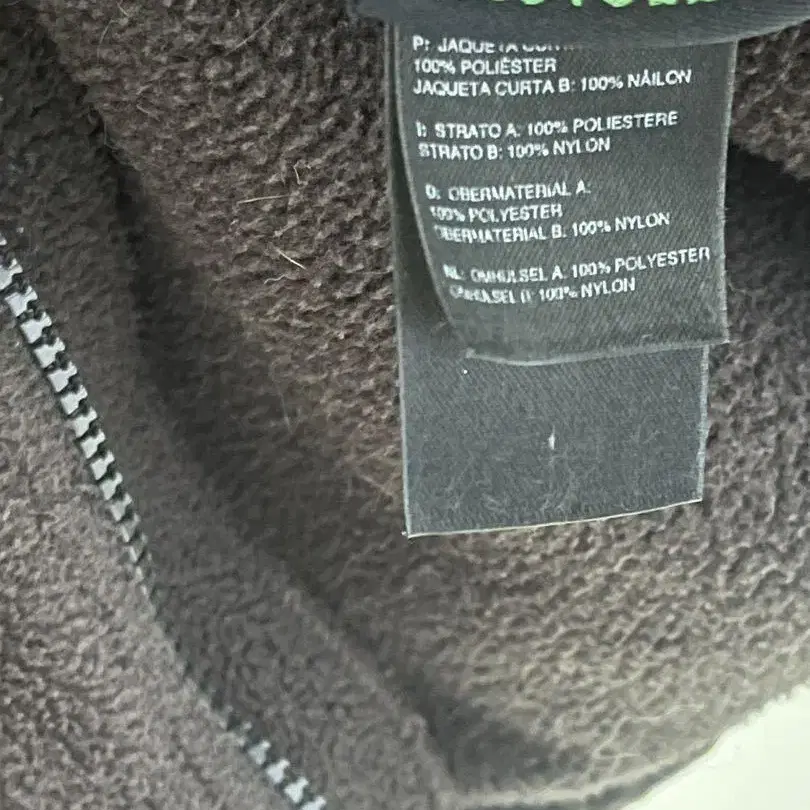 P: JAQUETA
100% POLIÉSTER
JAQUETA CURTA B: 100% NÁILON
I: STRATO A: 100% POLIESTERE
STRATO B: 100% NYLON
D: OBERMATERIAL A:
100% POLYESTER
OBERMATERIAL B: 100% NYLON
NL: OMHULSEL A: 100% POLYESTER
100% NYLON